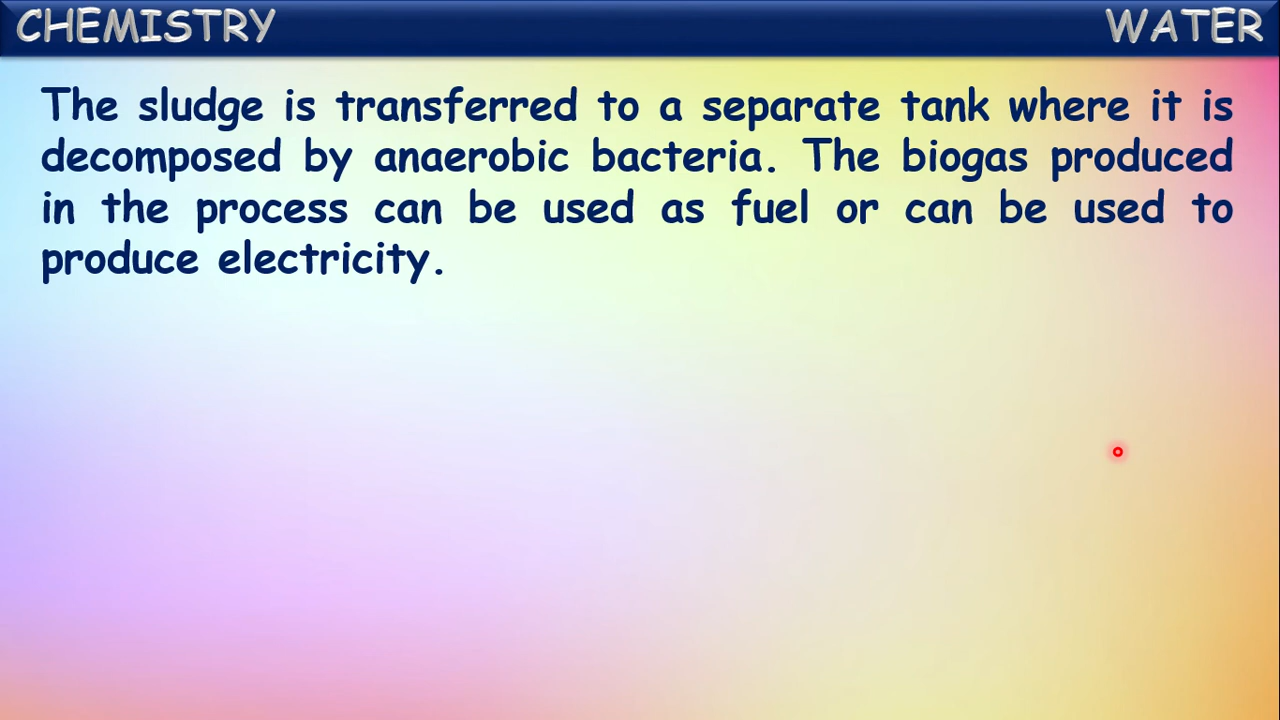 CHEMISTRY WATER
The sludge is transferred to a separate tank where it is
decomposed by anaerobic bacteria. The biogas produced
in the process can be used as fuel or can be used to
produce electricity.